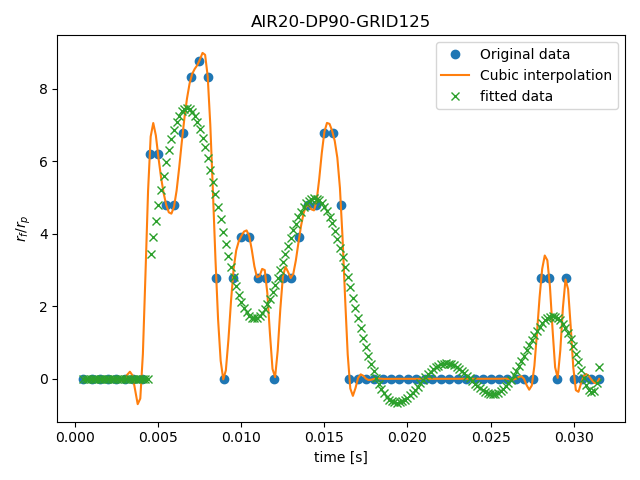 AIR20-DP90-GRID125
Original data
Cubic interpolation
fitted data
8
6
4
2
0
r_f/r_p
0.000 0.005 0.010 0.015 0.020 0.025 0.030
time [s]